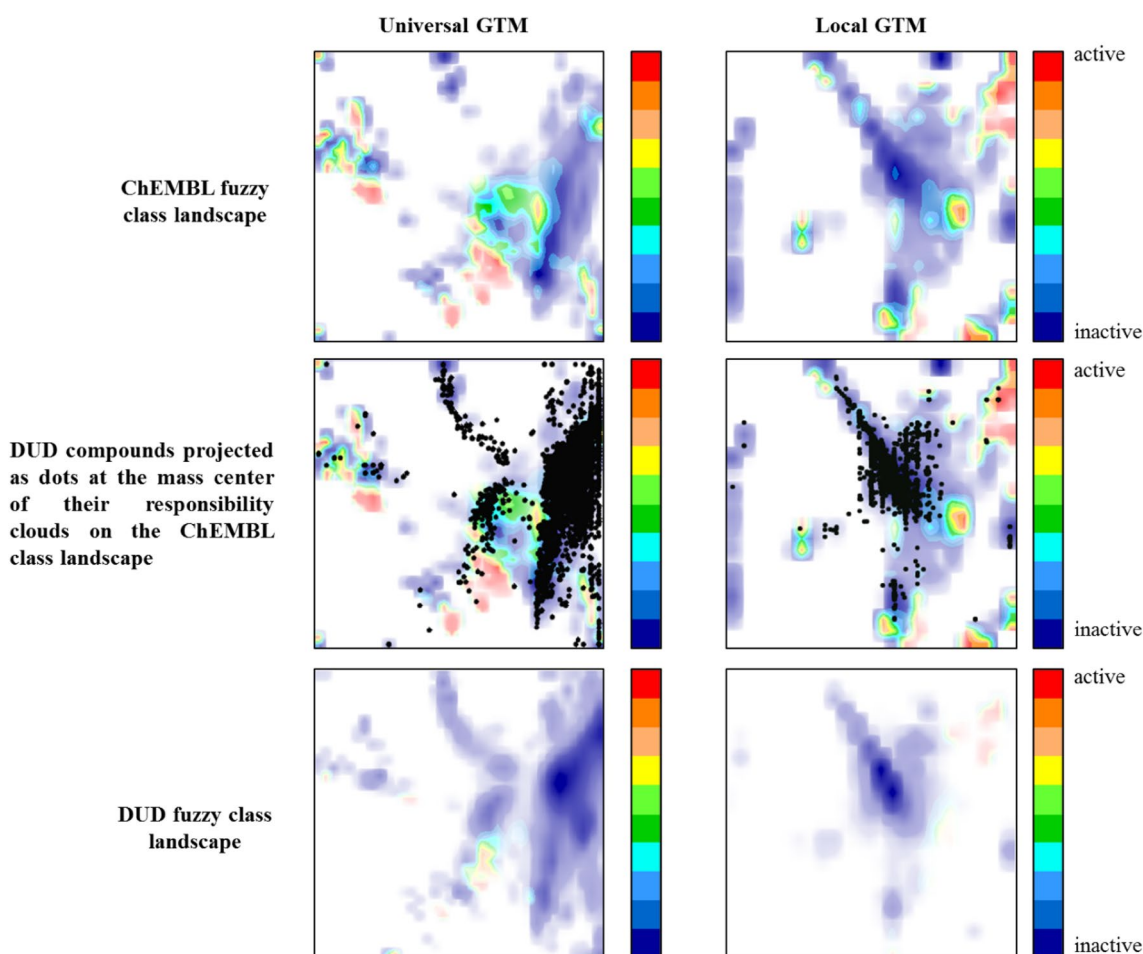 Universal GTM
Local GTM
ChEMBL fuzzy
class landscape
active
inactive
DUD compounds projected
as dots at the mass center
of their responsibility
clouds on the ChEMBL
class landscape
active
inactive
DUD fuzzy class
landscape
active
inactive